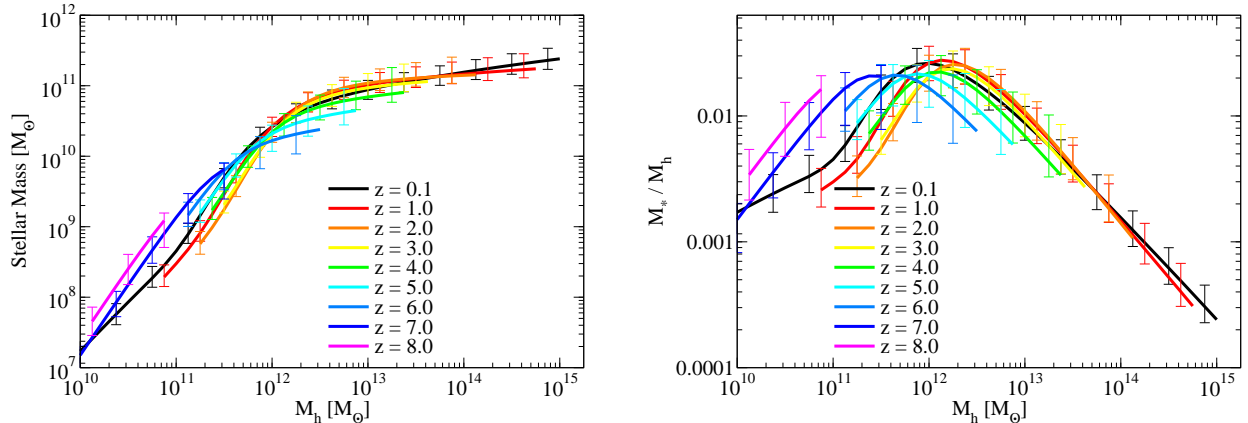 10¹²
10¹¹
10¹⁰
10⁹
10⁸
10⁷
Stellar Mass [M⊙]
z = 0.1
z = 1.0
z = 2.0
z = 3.0
z = 4.0
z = 5.0
z = 6.0
z = 7.0
z = 8.0
10¹⁰ 10¹¹ 10¹² 10¹³ 10¹⁴ 10¹⁵
M_h [M⊙]
0.01
0.001
0.0001
M_* / M_h
z = 0.1
z = 1.0
z = 2.0
z = 3.0
z = 4.0
z = 5.0
z = 6.0
z = 7.0
z = 8.0
10¹⁰ 10¹¹ 10¹² 10¹³ 10¹⁴ 10¹⁵
M_h [M⊙]